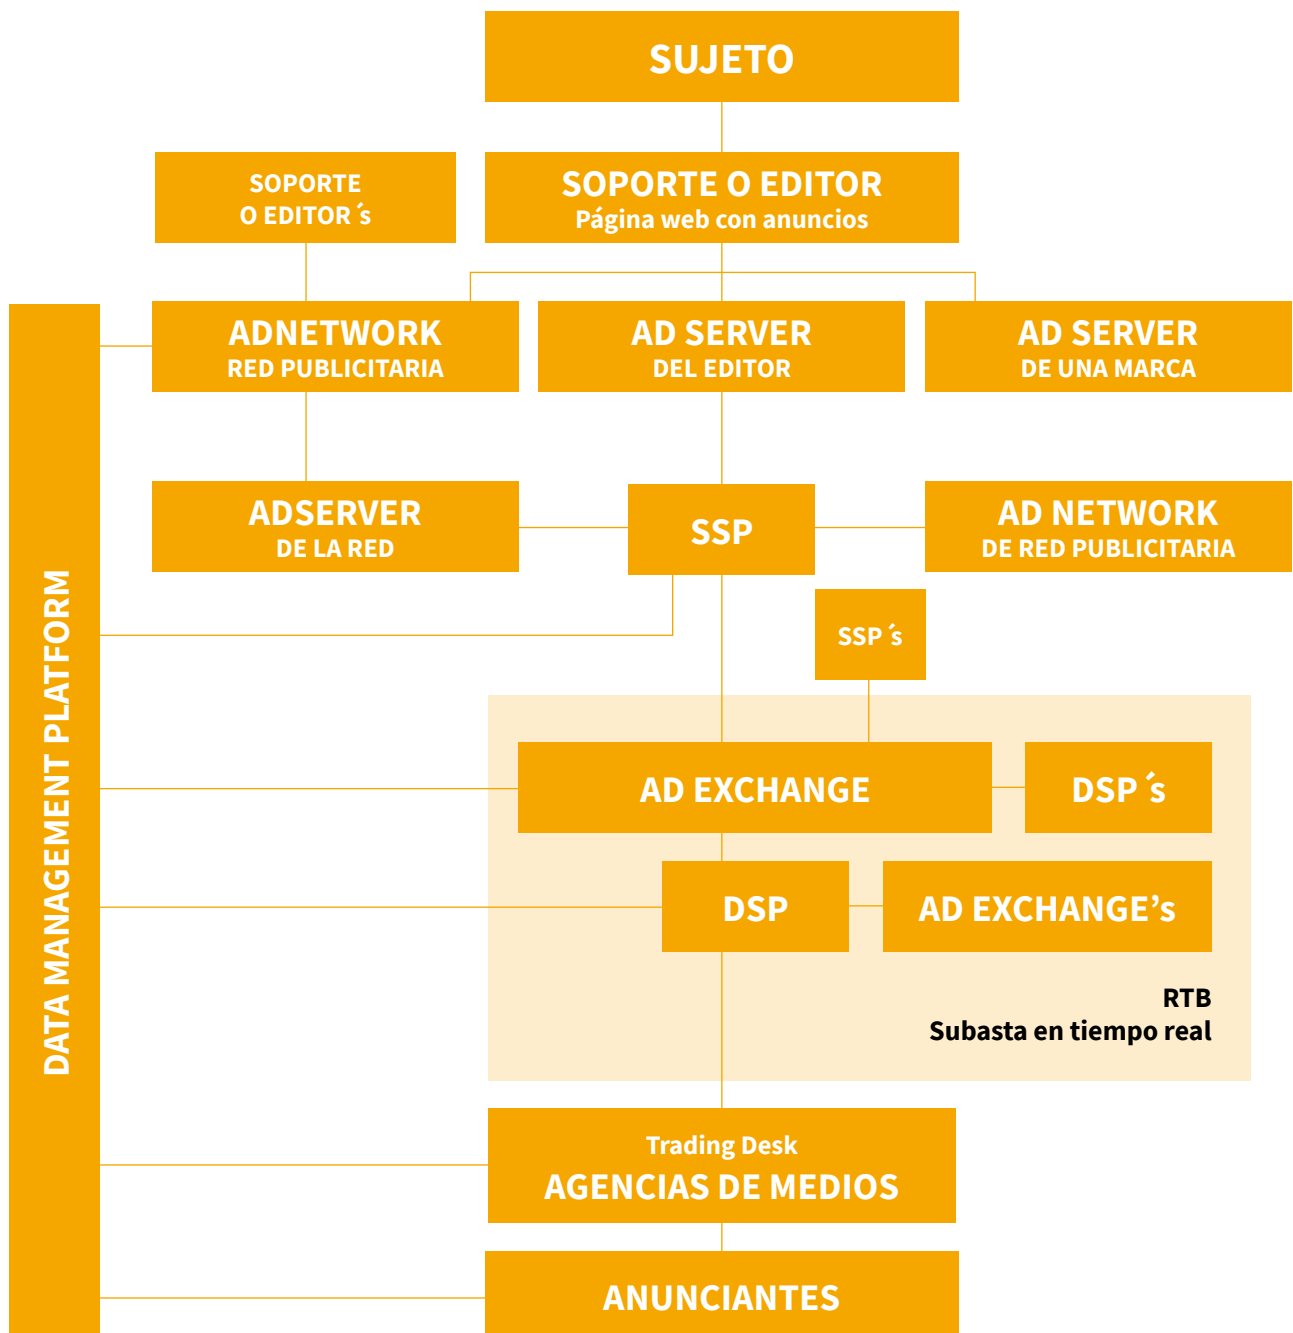 SUJETO
SOPORTE
O EDITOR ´s
SOPORTE O EDITOR
Página web con anuncios
ADNETWORK
RED PUBLICITARIA
AD SERVER
DEL EDITOR
AD SERVER
DE UNA MARCA
ADSERVER
DE LA RED
SSP
AD NETWORK
DE RED PUBLICITARIA
SSP ´s
DATA MANAGEMENT PLATFORM
AD EXCHANGE
DSP ´s
DSP
AD EXCHANGE’s
RTB
Subasta en tiempo real
Trading Desk
AGENCIAS DE MEDIOS
ANUNCIANTES